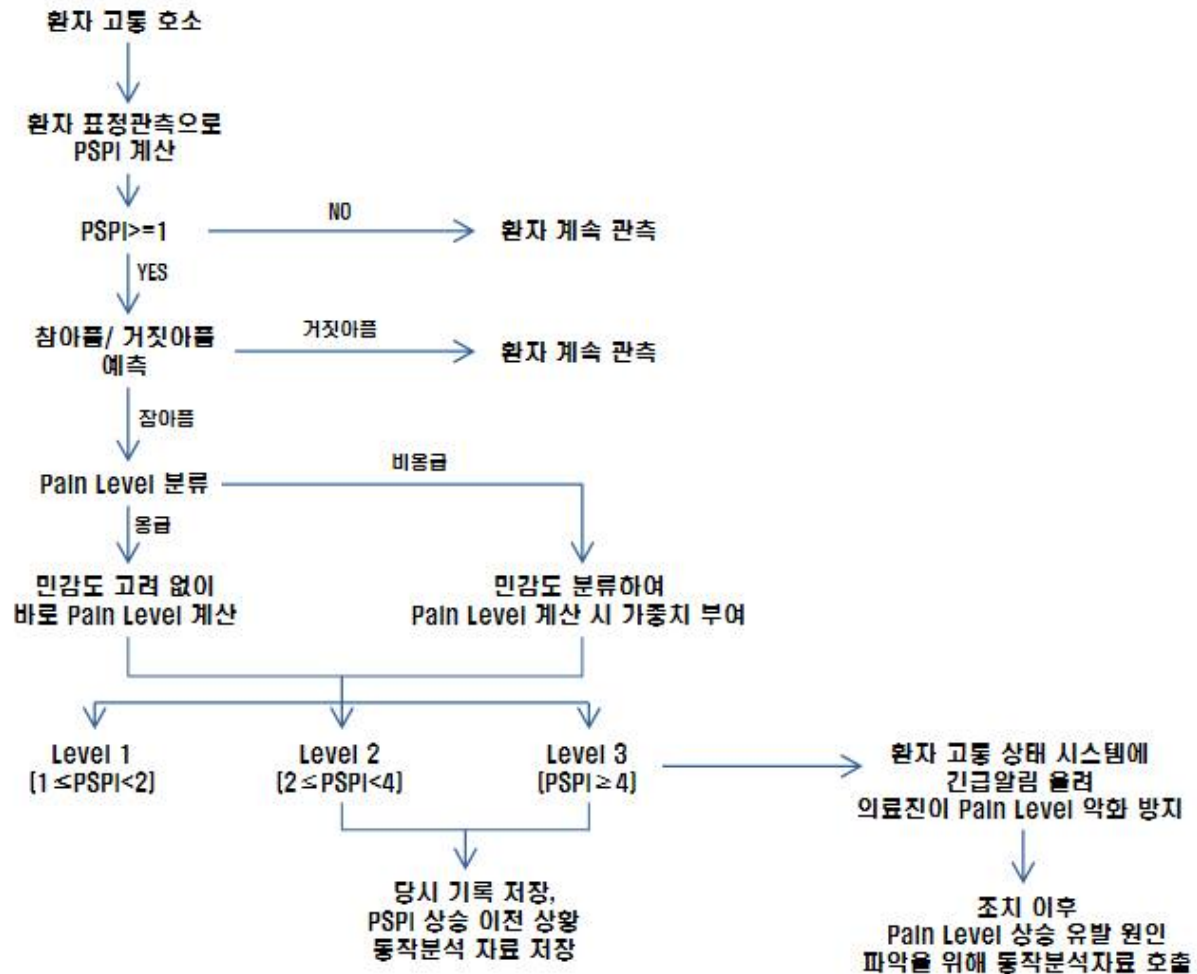 환자 고통 호소
환자 표정관측으로
PSPI 계산
PSPI>=1
NO
환자 계속 관측
YES
참아픔/ 거짓아픔
예측
거짓아픔
환자 계속 관측
참아픔
Pain Level 분류
비응급
응급
민감도 고려 없이
바로 Pain Level 계산
민감도 분류하여
Pain Level 계산 시 가중치 부여
Level 1
(1≤PSPI<2)
Level 2
(2≤PSPI<4)
Level 3
(PSPI≥4)
환자 고통 상태 시스템에
긴급알림 울려
의료진이 Pain Level 악화 방지
당시 기록 저장,
PSPI 상승 이전 상황
동작분석 자료 저장
조치 이후
Pain Level 상승 유발 원인
파악을 위해 동작분석자료 호출